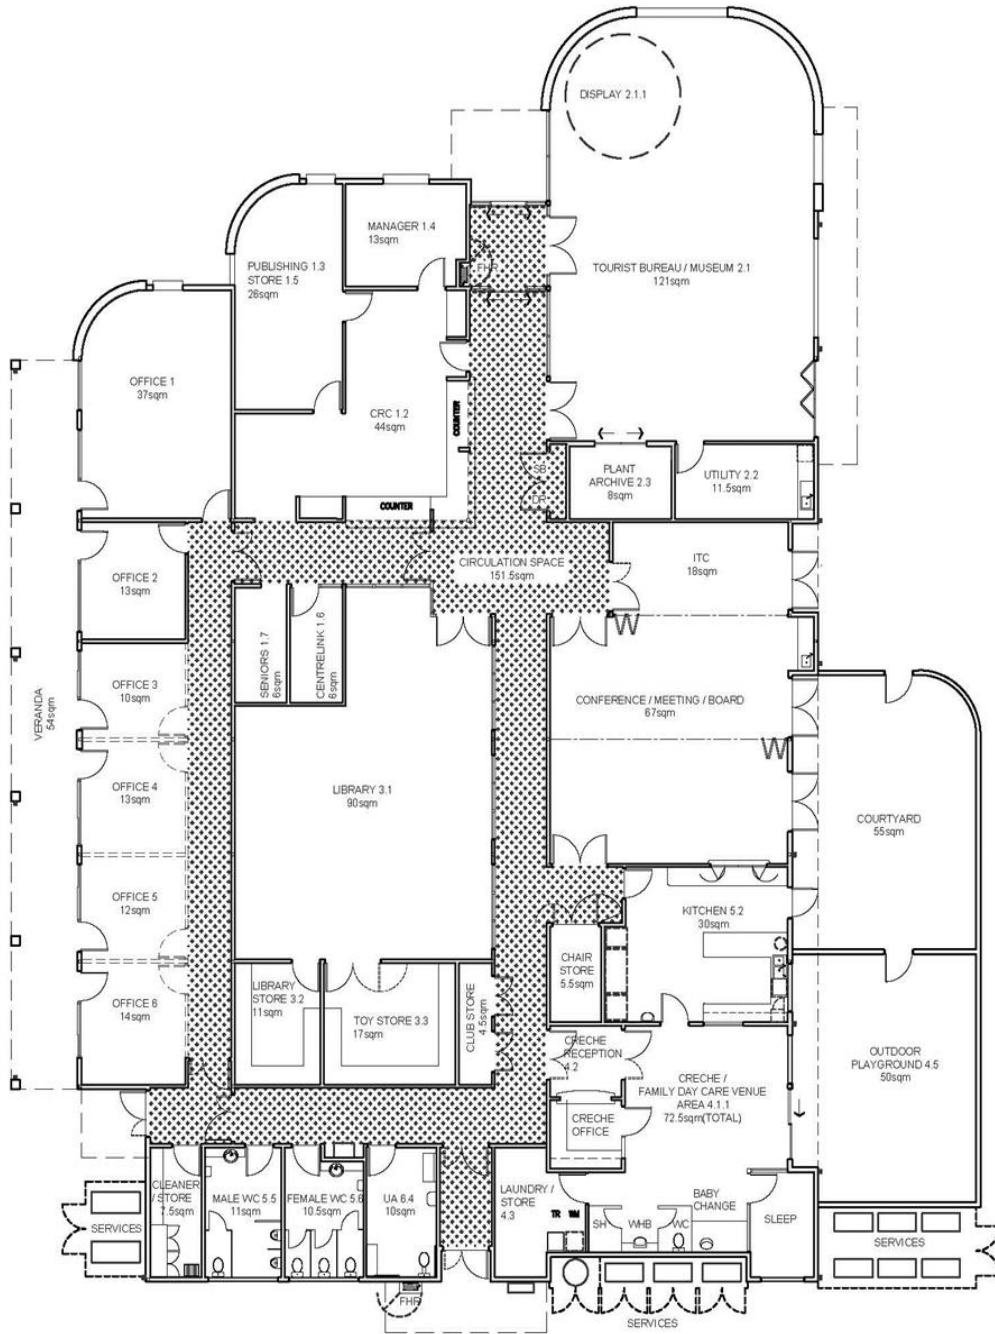 DISPLAY 2.1.1
MANAGER 1.4
13sqm
PUBLISHING 1.3
STORE 1.5
26sqm
FHR
TOURIST BUREAU / MUSEUM 2.1
121sqm
OFFICE 1
37sqm
CRC 1.2
44sqm
COUNTER
COUNTER
SB
DR
PLANT
ARCHIVE 2.3
8sqm
UTILITY 2.2
11.5sqm
CIRCULATION SPACE
151.5sqm
ITC
18sqm
OFFICE 2
13sqm
SENIORS 1.7
6sqm
CENTRELINK 1.6
6sqm
OFFICE 3
10sqm
VERANDA
54sqm
CONFERENCE / MEETING / BOARD
67sqm
OFFICE 4
13sqm
LIBRARY 3.1
90sqm
COURTYARD
55sqm
OFFICE 5
12sqm
KITCHEN 5.2
30sqm
CHAIR
STORE
5.5sqm
OFFICE 6
14sqm
LIBRARY
STORE 3.2
11sqm
TOY STORE 3.3
17sqm
CLUB STORE
4.5sqm
CRECHE
RECEPTION
4.2
CRECHE /
FAMILY DAY CARE VENUE
AREA 4.1.1
72.5sqm(TOTAL)
OUTDOOR
PLAYGROUND 4.5
50sqm
CRECHE
OFFICE
CLEANER
/ STORE
7.5sqm
MALE WC 5.5
11sqm
FEMALE WC 5.6
10.5sqm
UA 6.4
10sqm
LAUNDRY /
STORE
4.3
TR WM
SH
WHB
WC
BABY
CHANGE
SLEEP
SERVICES
SERVICES
FHR
SERVICES